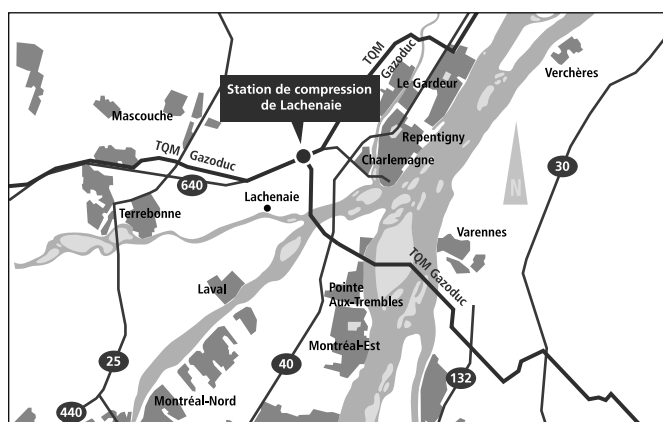 TQM
Gazoduc
Verchères
Le Gardeur
Station de compression
de Lachenaie
Mascouche
Repentigny
TQM Gazoduc
Charlemagne
30
640
N
Lachenaie
Terrebonne
Varennes
TQM Gazoduc
Laval
Pointe
Aux-Trembles
Montréal-Est
25
40
132
Montréal-Nord
440